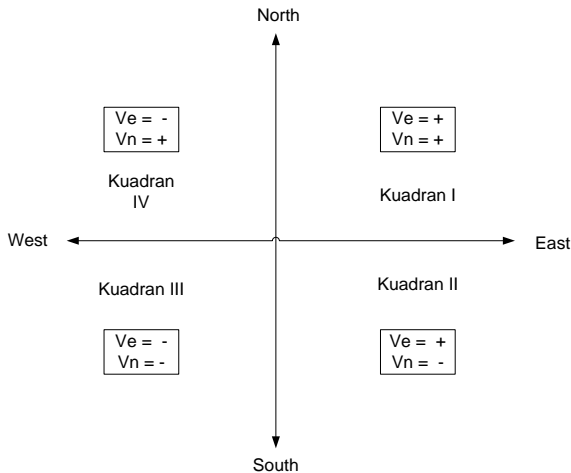 North
Ve = -
Vn = +
Ve = +
Vn = +
Kuadran
IV
Kuadran I
West
East
Kuadran III
Kuadran II
Ve = -
Vn = -
Ve = +
Vn = -
South